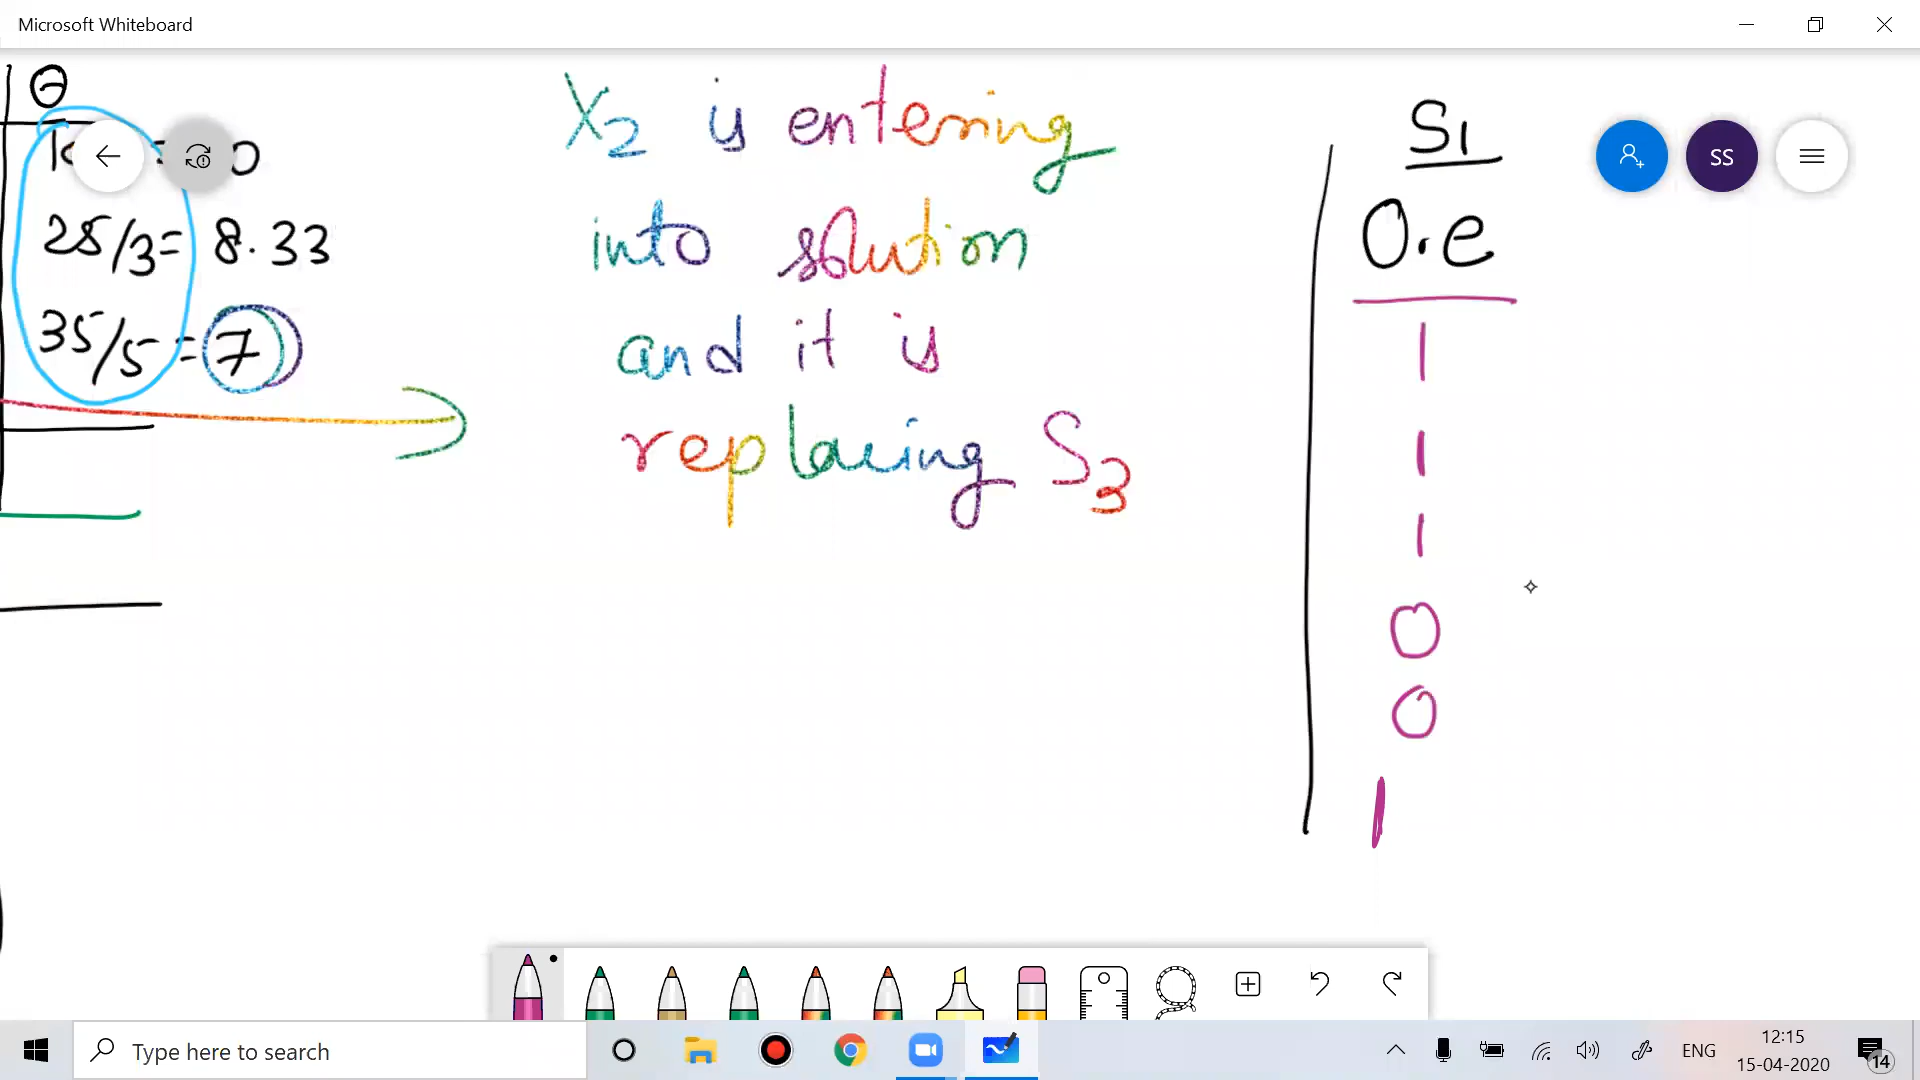 Microsoft Whiteboard
θ
0
25/3 = 8.33
35/5 = 7
X2 is entering
into solution
and it is
replacing S3
S1
O.e
1
1
1
0
0
1
SS
Type here to search
ENG
12:15
15-04-2020
14